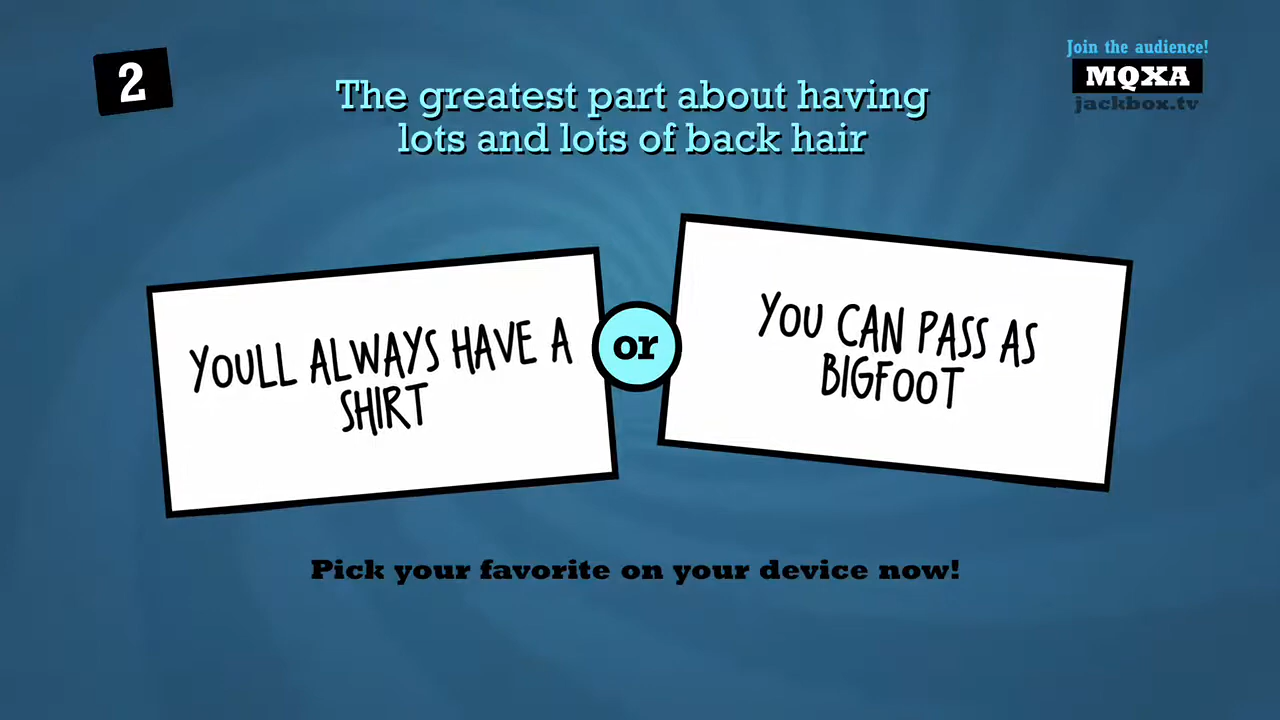 2
Join the audience!
MQXA
jackbox.tv
The greatest part about having
lots and lots of back hair
YOULL ALWAYS HAVE A
SHIRT
or
YOU CAN PASS AS
BIGFOOT
Pick your favorite on your device now!